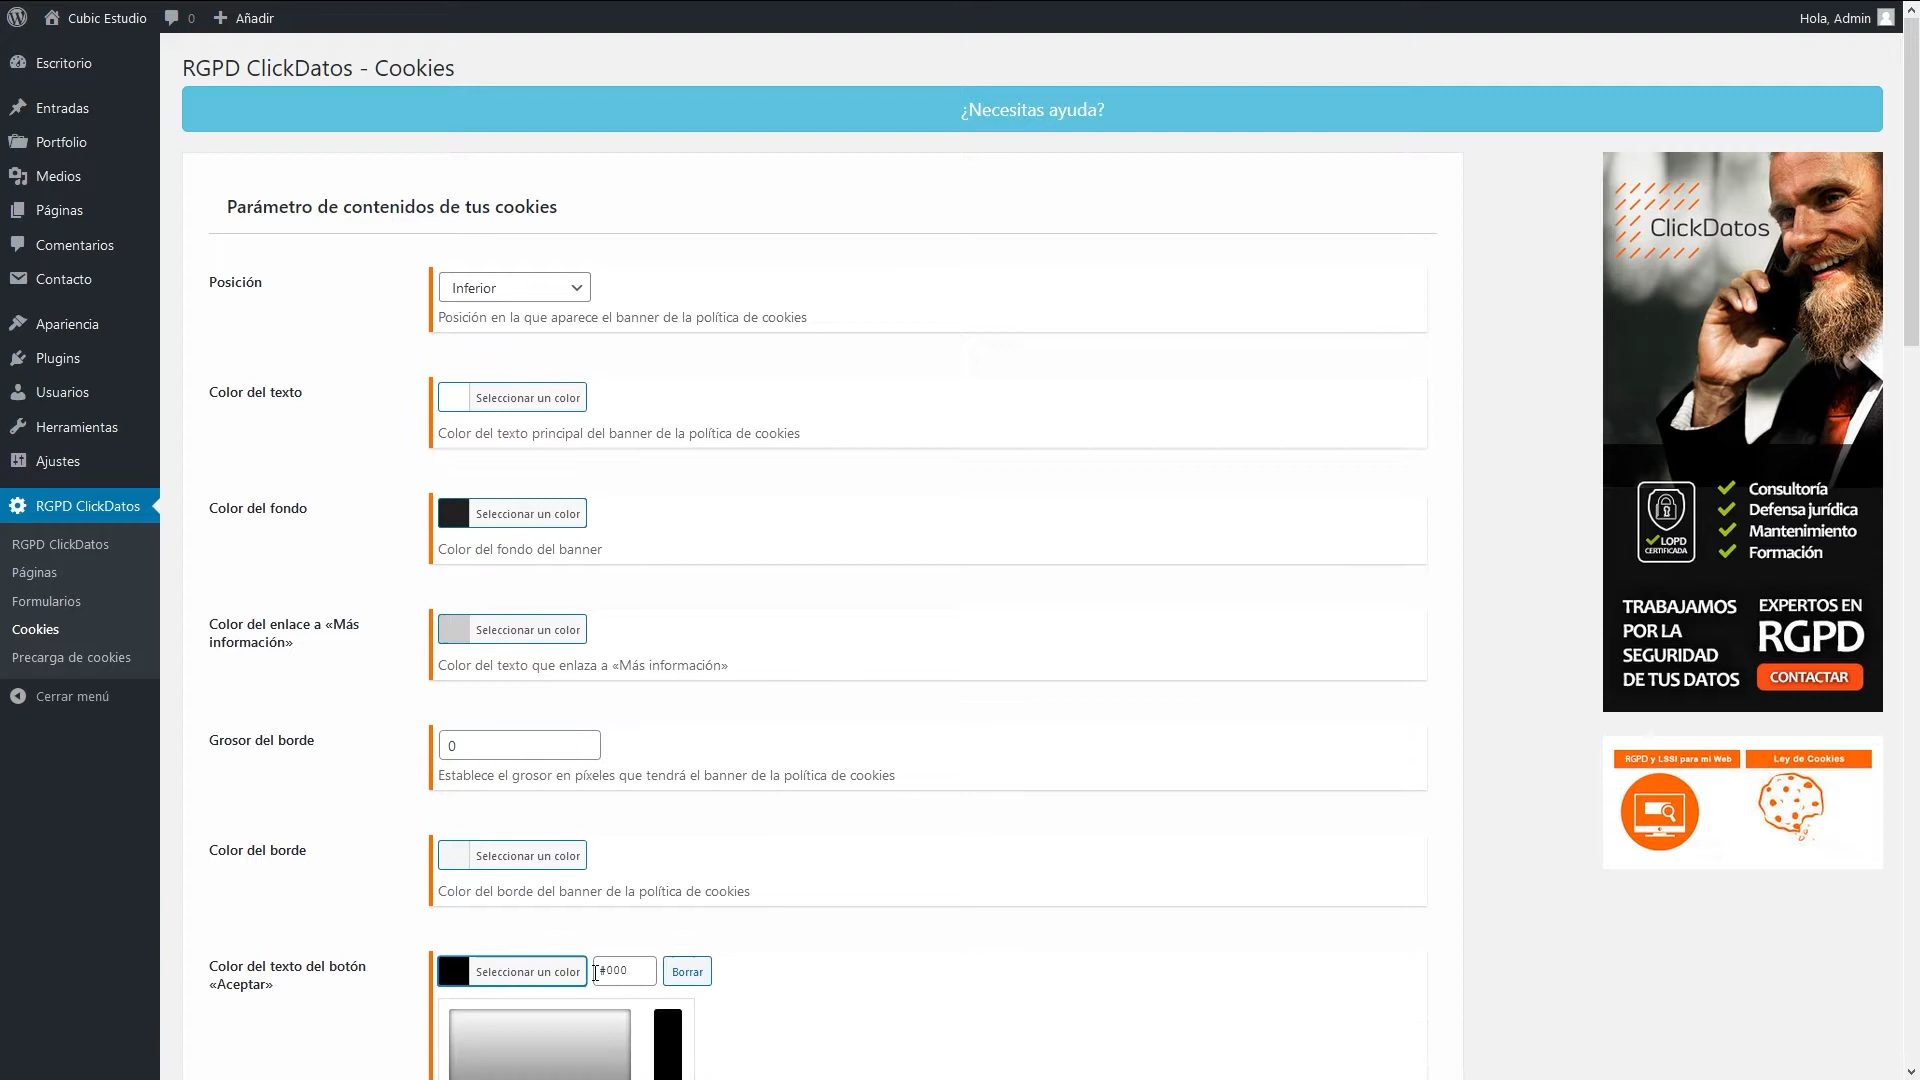 Cubic Estudio
0
Añadir
Hola, Admin
Escritorio
Entradas
Portfolio
Medios
Páginas
Comentarios
Contacto
Apariencia
Plugins
Usuarios
Herramientas
Ajustes
RGPD ClickDatos
RGPD ClickDatos
Páginas
Formularios
Cookies
Precarga de cookies
Cerrar menú
RGPD ClickDatos - Cookies
¿Necesitas ayuda?
Parámetro de contenidos de tus cookies
Posición
Inferior
Posición en la que aparece el banner de la política de cookies
Color del texto
Seleccionar un color
Color del texto principal del banner de la política de cookies
Color del fondo
Seleccionar un color
Color del fondo del banner
Color del enlace a «Más
información»
Seleccionar un color
Color del texto que enlaza a «Más información»
Grosor del borde
0
Establece el grosor en píxeles que tendrá el banner de la política de cookies
Color del borde
Seleccionar un color
Color del borde del banner de la política de cookies
Color del texto del botón
«Aceptar»
Seleccionar un color
#000
Borrar
ClickDatos
LOPD
CERTIFICADA
Consultoría
Defensa jurídica
Mantenimiento
Formación
TRABAJAMOS
POR LA
SEGURIDAD
DE TUS DATOS
EXPERTOS EN
RGPD
CONTACTAR
RGPD y LSSI para mi Web
Ley de Cookies